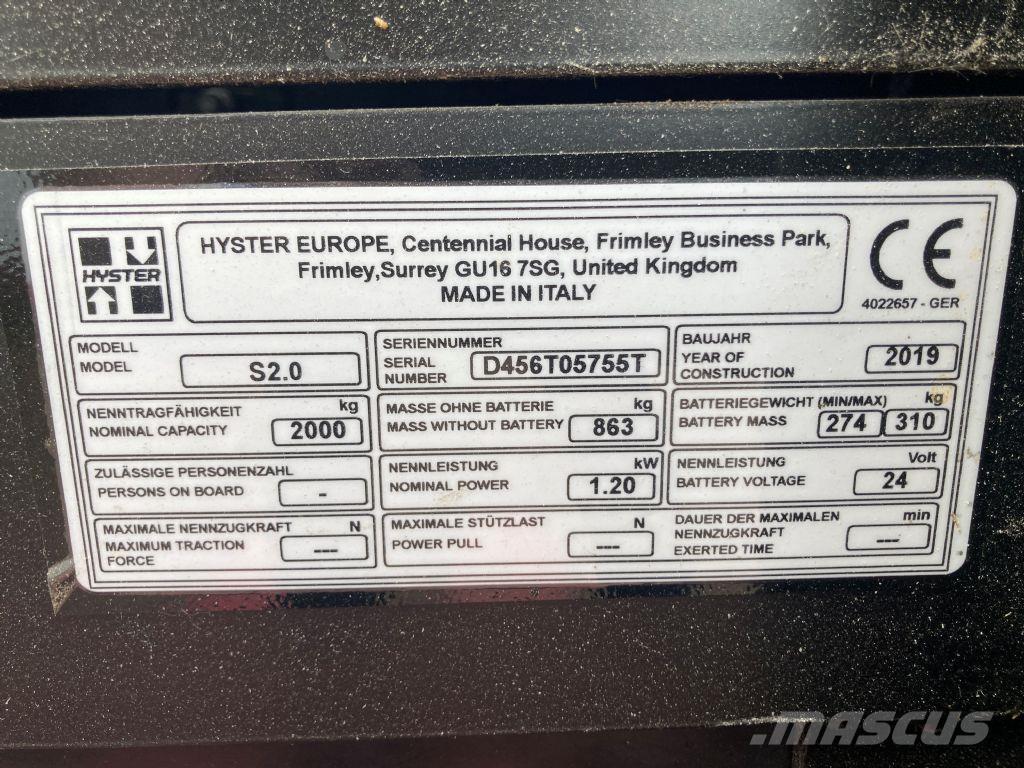 HYSTER
HYSTER EUROPE, Centennial House, Frimley Business Park,
Frimley,Surrey GU16 7SG, United Kingdom
MADE IN ITALY
CE
4022657 - GER
MODELL
MODEL
S2.0
SERIENNUMMER
SERIAL
NUMBER
D456T05755T
BAUJAHR
YEAR OF
CONSTRUCTION
2019
NENNTRAGFÄHIGKEIT kg
NOMINAL CAPACITY 2000
MASSE OHNE BATTERIE kg
MASS WITHOUT BATTERY 863
BATTERIEGEWICHT (MIN/MAX) kg
BATTERY MASS 274 310
ZULÄSSIGE PERSONENZAHL
PERSONS ON BOARD -
NENNLEISTUNG kW
NOMINAL POWER 1.20
NENNLEISTUNG Volt
BATTERY VOLTAGE 24
MAXIMALE NENNZUGKRAFT N
MAXIMUM TRACTION
FORCE
---
MAXIMALE STÜTZLAST N
POWER PULL ---
DAUER DER MAXIMALEN min
NENNZUGKRAFT
EXERTED TIME
---
MASCUS